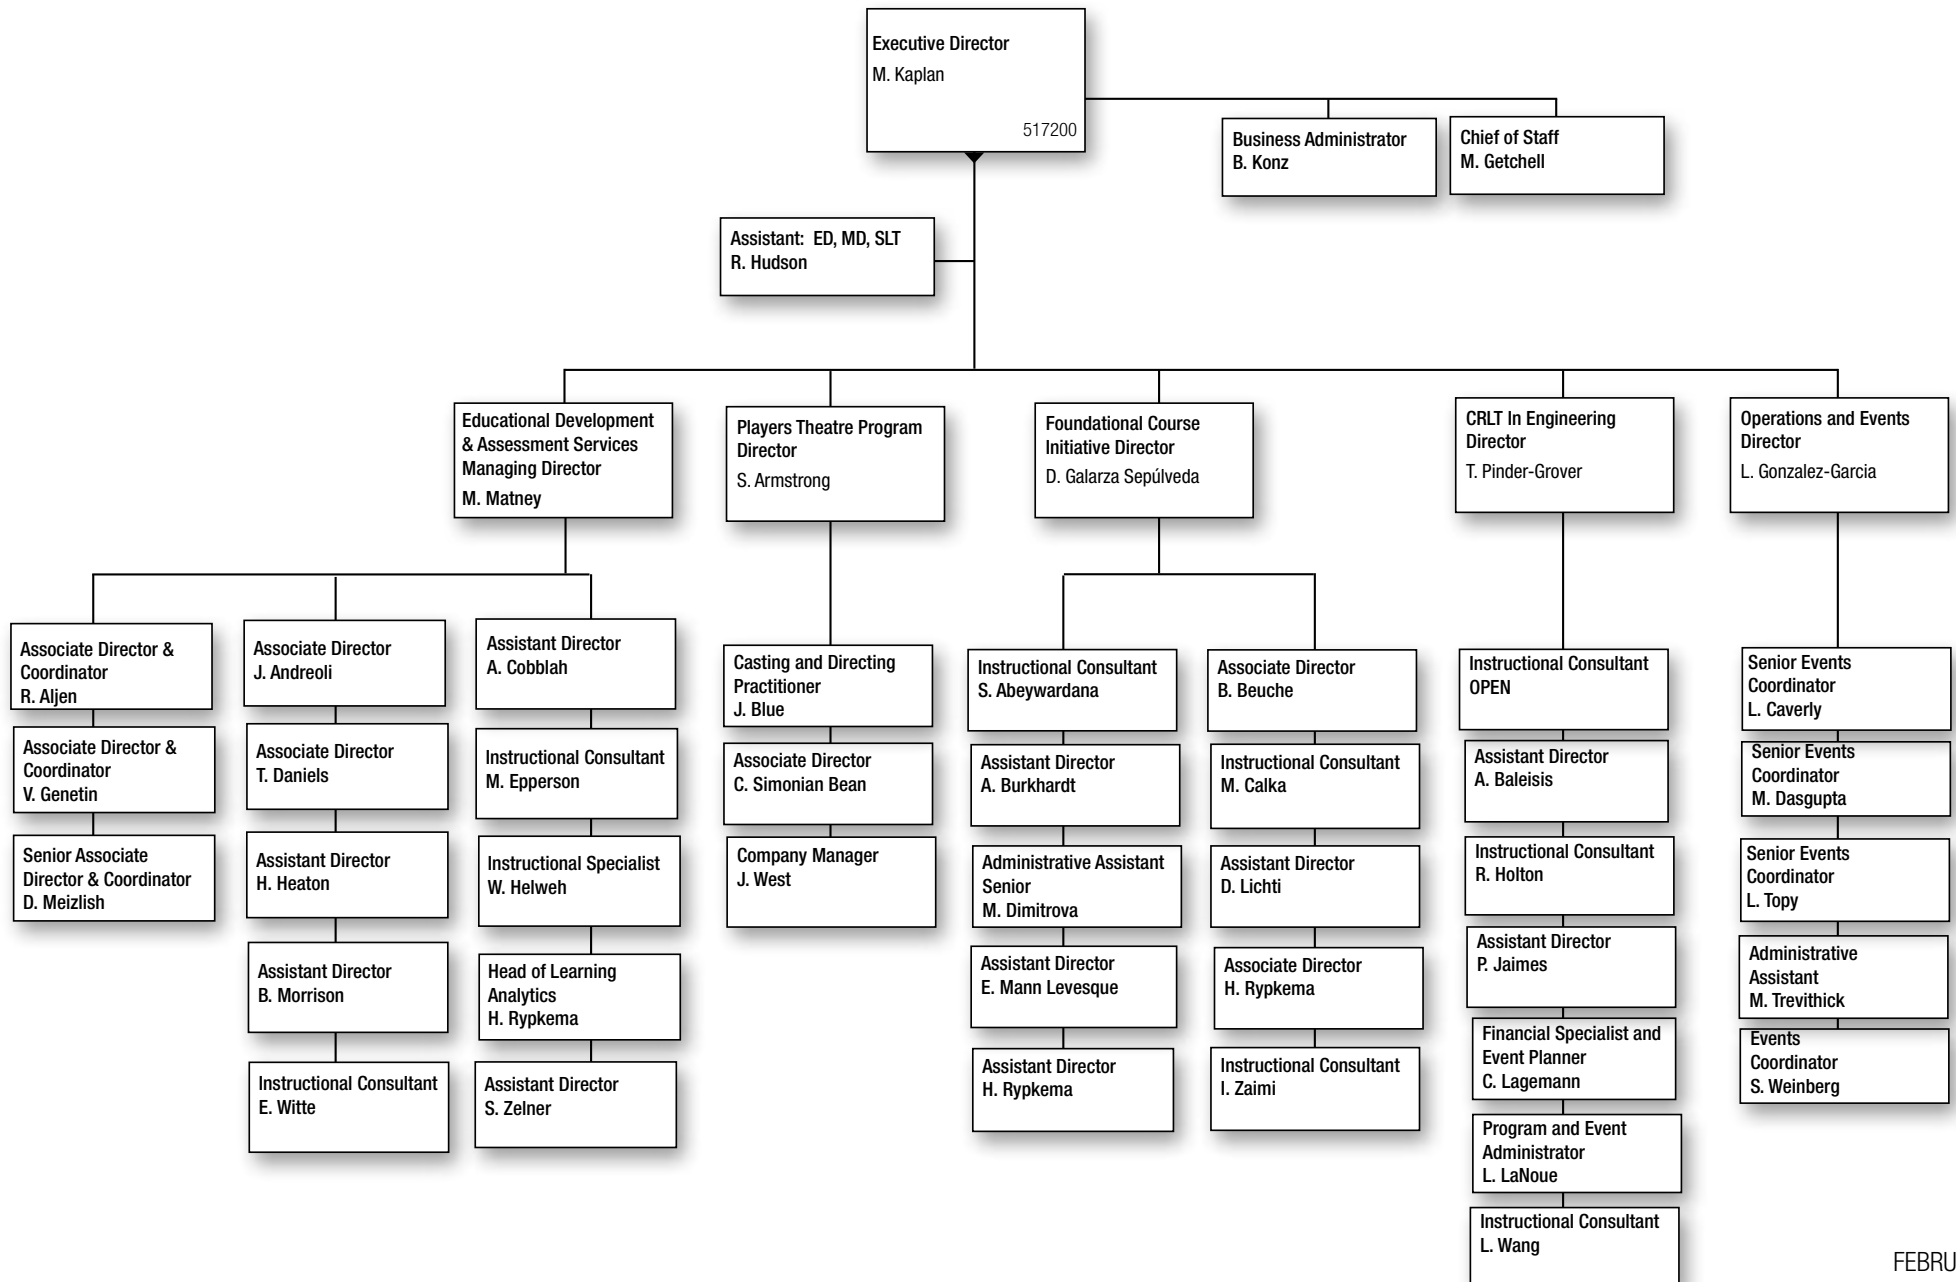 Executive Director
M. Kaplan
517200
Business Administrator
B. Konz
Chief of Staff
M. Getchell
Assistant:  ED, MD, SLT
R. Hudson
Educational Development
& Assessment Services
Managing Director
M. Matney
Players Theatre Program
Director
S. Armstrong
Foundational Course
Initiative Director
D. Galarza Sepúlveda
CRLT In Engineering
Director
T. Pinder-Grover
Operations and Events
Director
L. Gonzalez-Garcia
Associate Director &
Coordinator
R. Aljen
Associate Director &
Coordinator
V. Genetin
Senior Associate
Director & Coordinator
D. Meizlish
Associate Director
J. Andreoli
Associate Director
T. Daniels
Assistant Director
H. Heaton
Assistant Director
B. Morrison
Instructional Consultant
E. Witte
Assistant Director
A. Cobblah
Instructional Consultant
M. Epperson
Instructional Specialist
W. Helweh
Head of Learning
Analytics
H. Rypkema
Assistant Director
S. Zelner
Casting and Directing
Practitioner
J. Blue
Associate Director
C. Simonian Bean
Company Manager
J. West
Instructional Consultant
S. Abeywardana
Assistant Director
A. Burkhardt
Administrative Assistant
Senior
M. Dimitrova
Assistant Director
E. Mann Levesque
Assistant Director
H. Rypkema
Associate Director
B. Beuche
Instructional Consultant
M. Calka
Assistant Director
D. Lichti
Associate Director
H. Rypkema
Instructional Consultant
I. Zaimi
Instructional Consultant
OPEN
Assistant Director
A. Baleisis
Instructional Consultant
R. Holton
Assistant Director
P. Jaimes
Financial Specialist and
Event Planner
C. Lagemann
Program and Event
Administrator
L. LaNoue
Instructional Consultant
L. Wang
Senior Events
Coordinator
L. Caverly
Senior Events
Coordinator
M. Dasgupta
Senior Events
Coordinator
L. Topy
Administrative
Assistant
M. Trevithick
Events
Coordinator
S. Weinberg
FEBRU